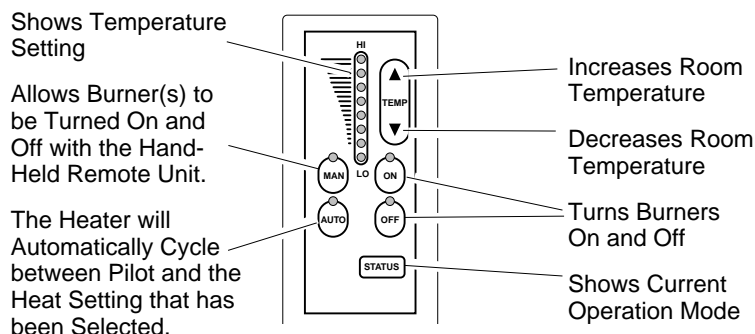 Shows Temperature
Setting
Allows Burner(s) to
be Turned On and
Off with the Hand-
Held Remote Unit.
The Heater will
Automatically Cycle
between Pilot and the
Heat Setting that has
been Selected.
HI
TEMP
MAN
LO
ON
AUTO
OFF
STATUS
Increases Room
Temperature
Decreases Room
Temperature
Turns Burners
On and Off
Shows Current
Operation Mode